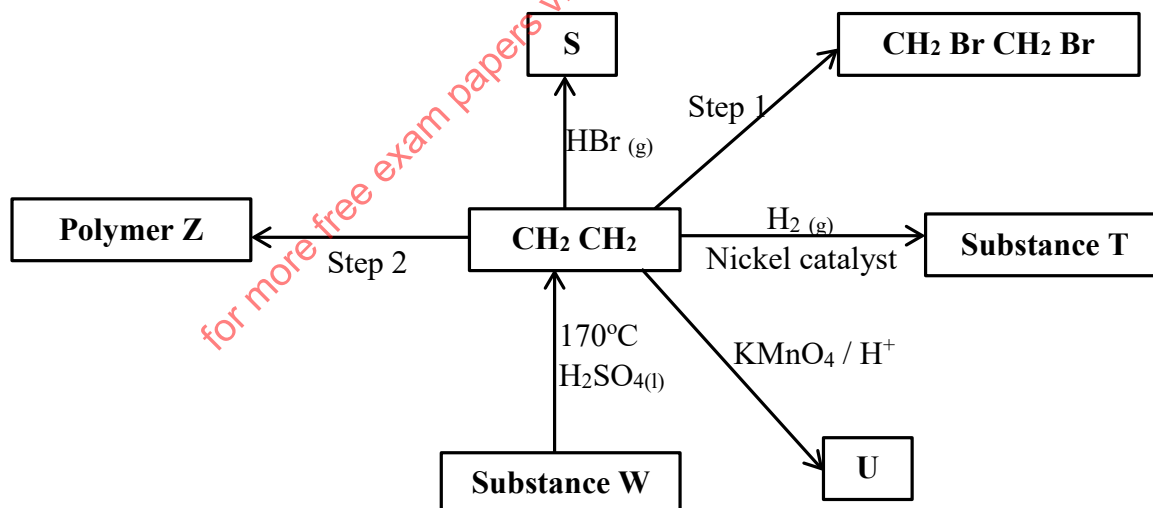 S
CH₂ Br CH₂ Br
Step 1
HBr (g)
Polymer Z
Step 2
CH₂ CH₂
H₂ (g)
Nickel catalyst
Substance T
170ºC
H₂SO₄(l)
KMnO₄ / H⁺
Substance W
U
for more free exam papers v